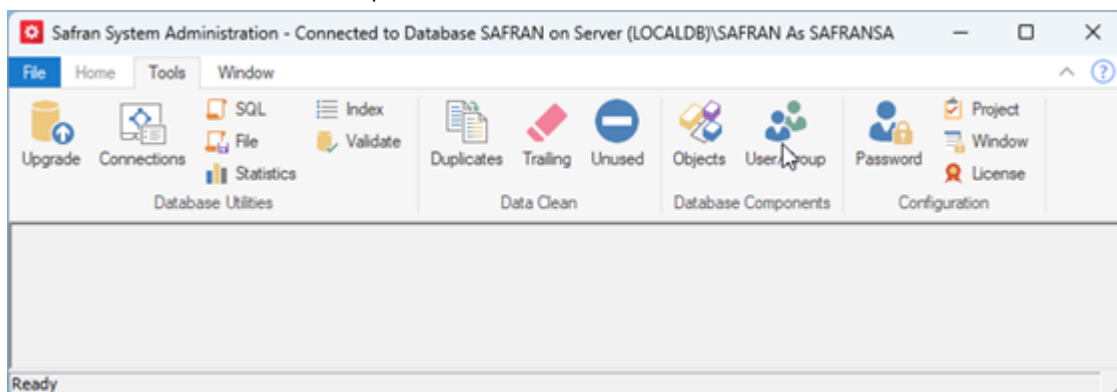 Safran System Administration - Connected to Database SAFRAN on Server (LOCALDB)\SAFRAN As SAFRANSA
File Home Tools Window
Upgrade
Connections
SQL
File
Statistics
Index
Validate
Database Utilities
Duplicates
Trailing
Unused
Data Clean
Objects
User/Group
Database Components
Password
Project
Window
License
Configuration
Ready